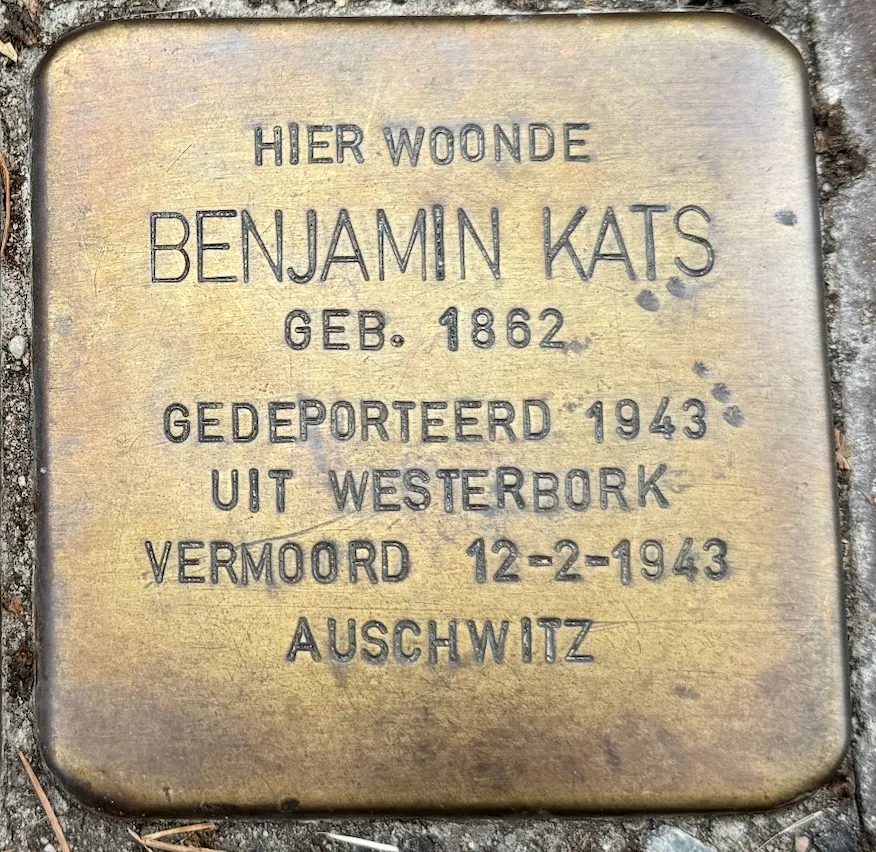 HIER WOONDE
BENJAMIN KATS
GEB. 1862
GEDEPORTEERD 1943
UIT WESTERBORK
VERMOORD 12-2-1943
AUSCHWITZ